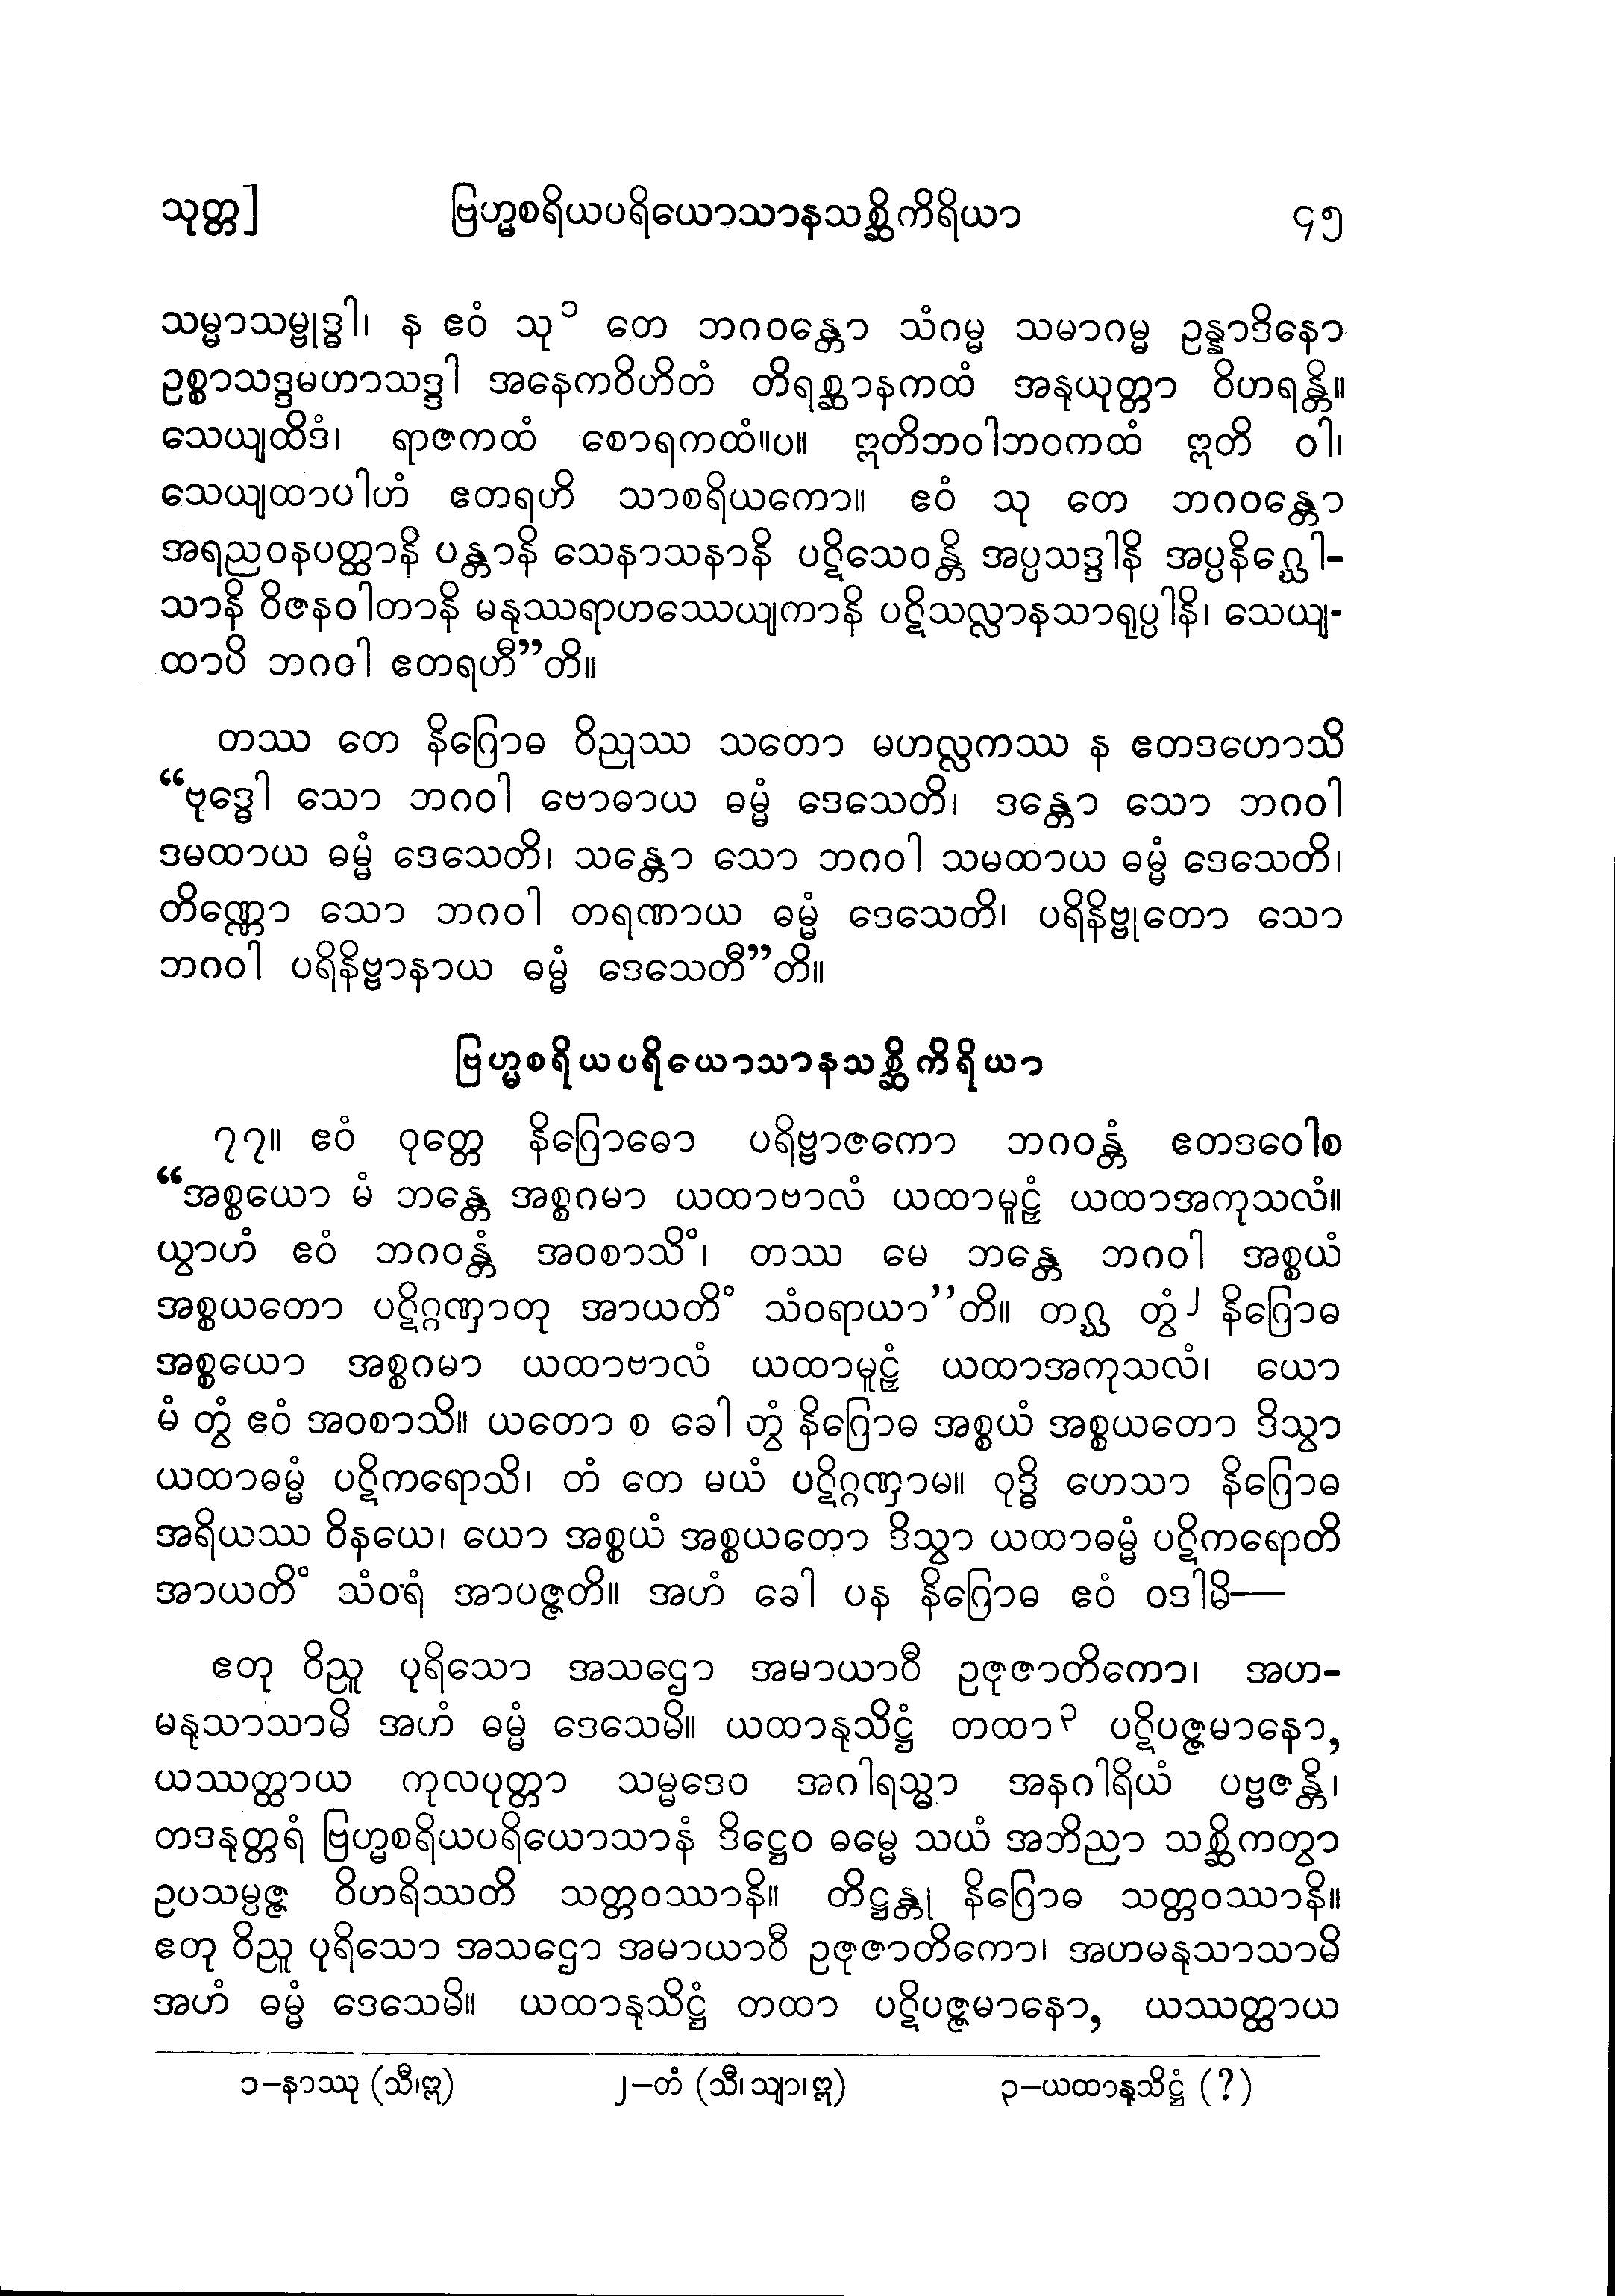 သုတ္တ]	ဗြဟ္မစရိယပရိယောသာနသစ္ဆိကိရိယာ	၄၅
သမ္မာသမ္ဗုဒ္ဓါ၊ န ဧဝံ သု ၁ တေ ဘဂဝန္တော သံဂမ္မ သမာဂမ္မ ဥန္နာဒိနော
ဥစ္စာသဒ္ဒမဟာသဒ္ဒါ အနေကဝိဟိတံ တိရစ္ဆာနကထံ အနုယုတ္တာ ဝိဟရန္တိ။
သေယျထိဒံ၊ ရာဇကထံ စောရကထံ။ပ။ ဣတိဘဝါဘဝကထံ ဣတိ ဝါ၊
သေယျထာပါဟံ ဧတရဟိ သာစရိယကော။ ဧဝံ သု တေ ဘဂဝန္တော
အရညဝနပတ္ထာနိ ပန္တာနိ သေနာသနာနိ ပဋိသေဝန္တိ အပ္ပသဒ္ဒါနိ အပ္ပနိဂ္ဃေါ-
သာနိ ဝိဇနဝါတာနိ မနုဿရာဟဿေယျကာနိ ပဋိသလ္လာနသာရုပ္ပါနိ၊ သေယျ-
ထာပိ ဘဂဝါ ဧတရဟီ”တိ။
တဿ တေ နိဂြောဓ ဝိညုဿ သတော မဟလ္လကဿ န ဧတဒဟောသိ
“ဗုဒ္ဓေါ သော ဘဂဝါ ဗောဓာယ ဓမ္မံ ဒေသေတိ၊ ဒန္တော သော ဘဂဝါ
ဒမထာယ ဓမ္မံ ဒေသေတိ၊ သန္တော သော ဘဂဝါ သမထာယ ဓမ္မံ ဒေသေတိ၊
တိဏ္ဏော သော ဘဂဝါ တရဏာယ ဓမ္မံ ဒေသေတိ၊ ပရိနိဗ္ဗုတော သော
ဘဂဝါ ပရိနိဗ္ဗာနာယ ဓမ္မံ ဒေသေတီ”တိ။
ဗြဟ္မစရိယပရိယောသာနသစ္ဆိကိရိယာ
၇၇။ ဧဝံ ဝုတ္တေ နိဂြောဓော ပရိဗ္ဗာဇကော ဘဂဝန္တံ ဧတဒဝေါစ
“အစ္စယော မံ ဘန္တေ အစ္စဂမာ ယထာဗာလံ ယထာမူဠှံ ယထာအကုသလံ။
ယွာဟံ ဧဝံ ဘဂဝန္တံ အဝစာသိံ၊ တဿ မေ ဘန္တေ ဘဂဝါ အစ္စယံ
အစ္စယတော ပဋိဂ္ဂဏှာတု အာယတိံ သံဝရာယာ”တိ။ တဂ္ဃ တွံ ၂ နိဂြောဓ
အစ္စယော အစ္စဂမာ ယထာဗာလံ ယထာမူဠှံ ယထာအကုသလံ၊ ယော
မံ တွံ ဧဝံ အဝစာသိ။ ယတော စ ခေါ တွံ နိဂြောဓ အစ္စယံ အစ္စယတော ဒိသွာ
ယထာဓမ္မံ ပဋိကရောသိ၊ တံ တေ မယံ ပဋိဂ္ဂဏှာမ။ ဝုဒ္ဓိ ဟေသာ နိဂြောဓ
အရိယဿ ဝိနယေ၊ ယော အစ္စယံ အစ္စယတော ဒိသွာ ယထာဓမ္မံ ပဋိကရောတိ
အာယတိံ သံဝရံ အာပဇ္ဇတိ။ အဟံ ခေါ ပန နိဂြောဓ ဧဝံ ဝဒါမိ—
ဧတု ဝိညူ ပုရိသော အသဌော အမာယာဝီ ဥဇုဇာတိကော၊ အဟ-
မနုသာသာမိ အဟံ ဓမ္မံ ဒေသေမိ။ ယထာနုသိဋ္ဌံ တထာ ၃ ပဋိပဇ္ဇမာနော,
ယဿတ္ထာယ ကုလပုတ္တာ သမ္မဒေဝ အဂါရသ္မာ အနဂါရိယံ ပဗ္ဗဇန္တိ၊
တဒနုတ္တရံ ဗြဟ္မစရိယပရိယောသာနံ ဒိဋ္ဌေဝ ဓမ္မေ သယံ အဘိညာ သစ္ဆိကတွာ
ဥပသမ္ပဇ္ဇ ဝိဟရိဿတိ သတ္တဝဿာနိ။ တိဋ္ဌန္တု နိဂြောဓ သတ္တဝဿာနိ။
ဧတု ဝိညူ ပုရိသော အသဌော အမာယာဝီ ဥဇုဇာတိကော၊ အဟမနုသာသာမိ
အဟံ ဓမ္မံ ဒေသေမိ။ ယထာနုသိဋ္ဌံ တထာ ပဋိပဇ္ဇမာနော, ယဿတ္ထာယ
၁-နာဿု (သီ၊ဣ)	၂-တံ (သီ၊သျာ၊ဣ)	၃-ယထာနုသိဋ္ဌံ (?)